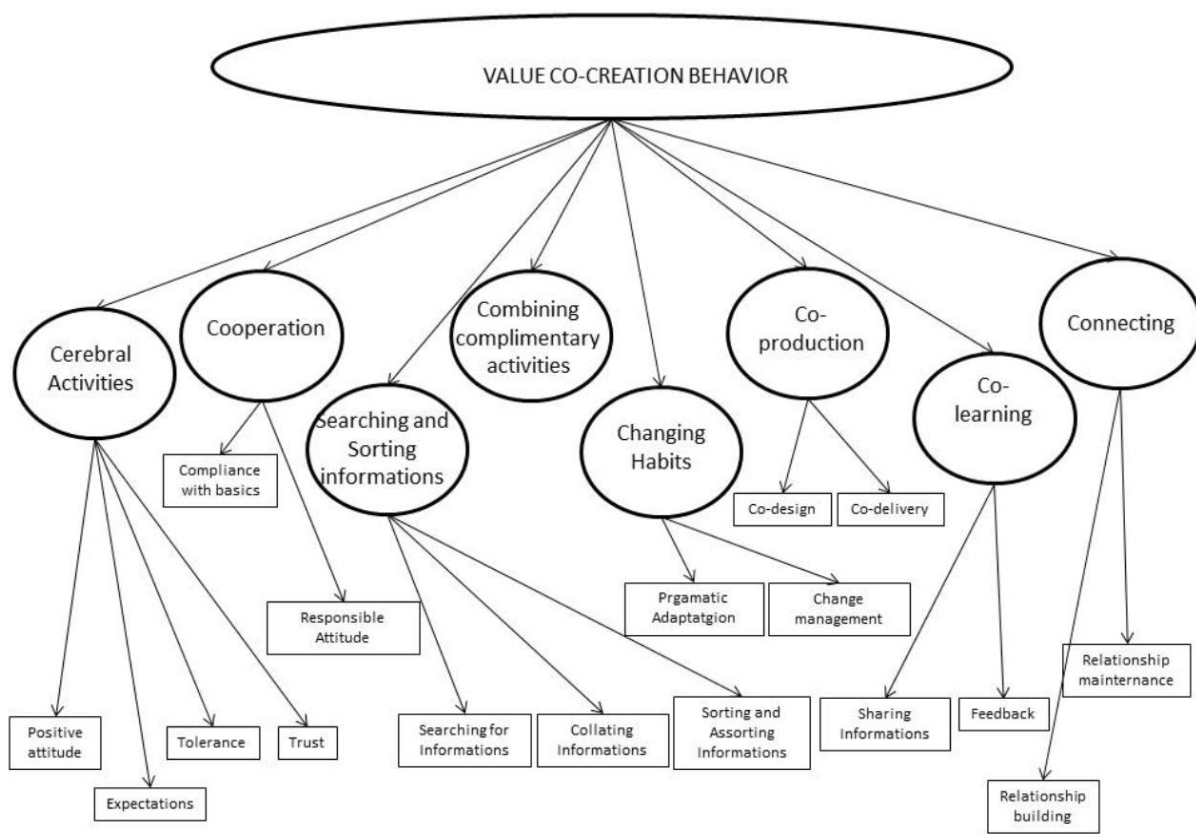 VALUE CO-CREATION BEHAVIOR
Cerebral
Activities
Cooperation
Searching and
Sorting
informations
Combining
complimentary
activities
Changing
Habits
Co-
production
Co-
learning
Connecting
Compliance
with basics
Responsible
Attitude
Co-design
Co-delivery
Prgamatic
Adaptatgion
Change
management
Relationship
mainternance
Positive
attitude
Tolerance
Trust
Searching for
Informations
Collating
Informations
Sorting and
Assorting
Informations
Sharing
Informations
Feedback
Expectations
Relationship
building